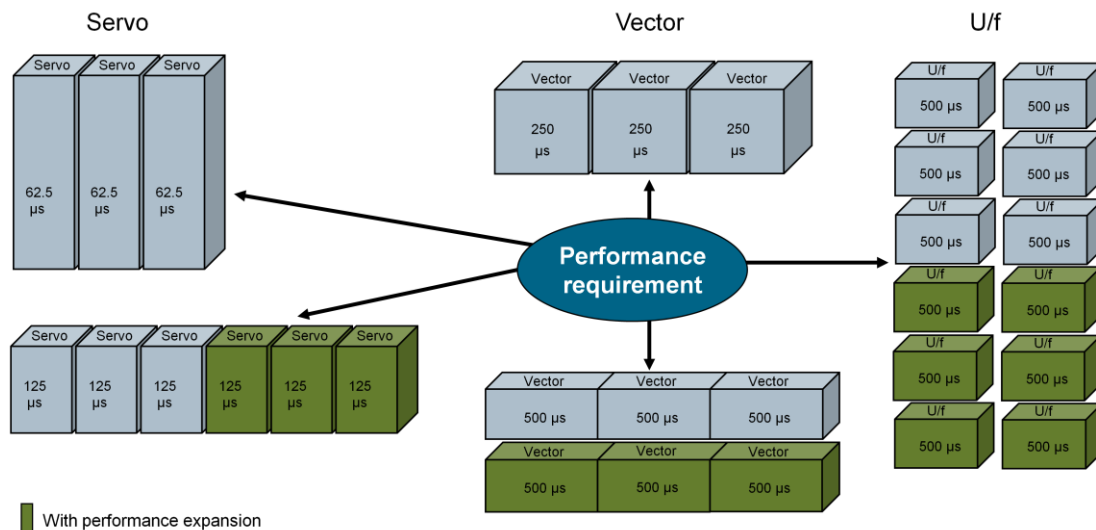 Servo
Vector
U/f
Servo Servo Servo
62.5 62.5 62.5
µs µs µs
Vector Vector Vector
250 250 250
µs µs µs
U/f U/f
500 µs 500 µs
U/f U/f
500 µs 500 µs
U/f U/f
500 µs 500 µs
U/f U/f
500 µs 500 µs
U/f U/f
500 µs 500 µs
U/f U/f
500 µs 500 µs
Performance
requirement
Servo Servo Servo Servo Servo Servo
125 125 125 125 125 125
µs µs µs µs µs µs
Vector Vector Vector
500 µs 500 µs 500 µs
Vector Vector Vector
500 µs 500 µs 500 µs
With performance expansion